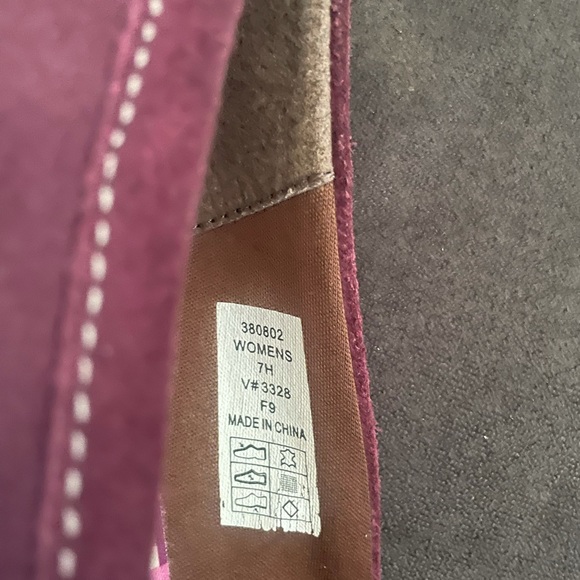 380802
WOMENS
7H
V#3328
F9
MADE IN CHINA